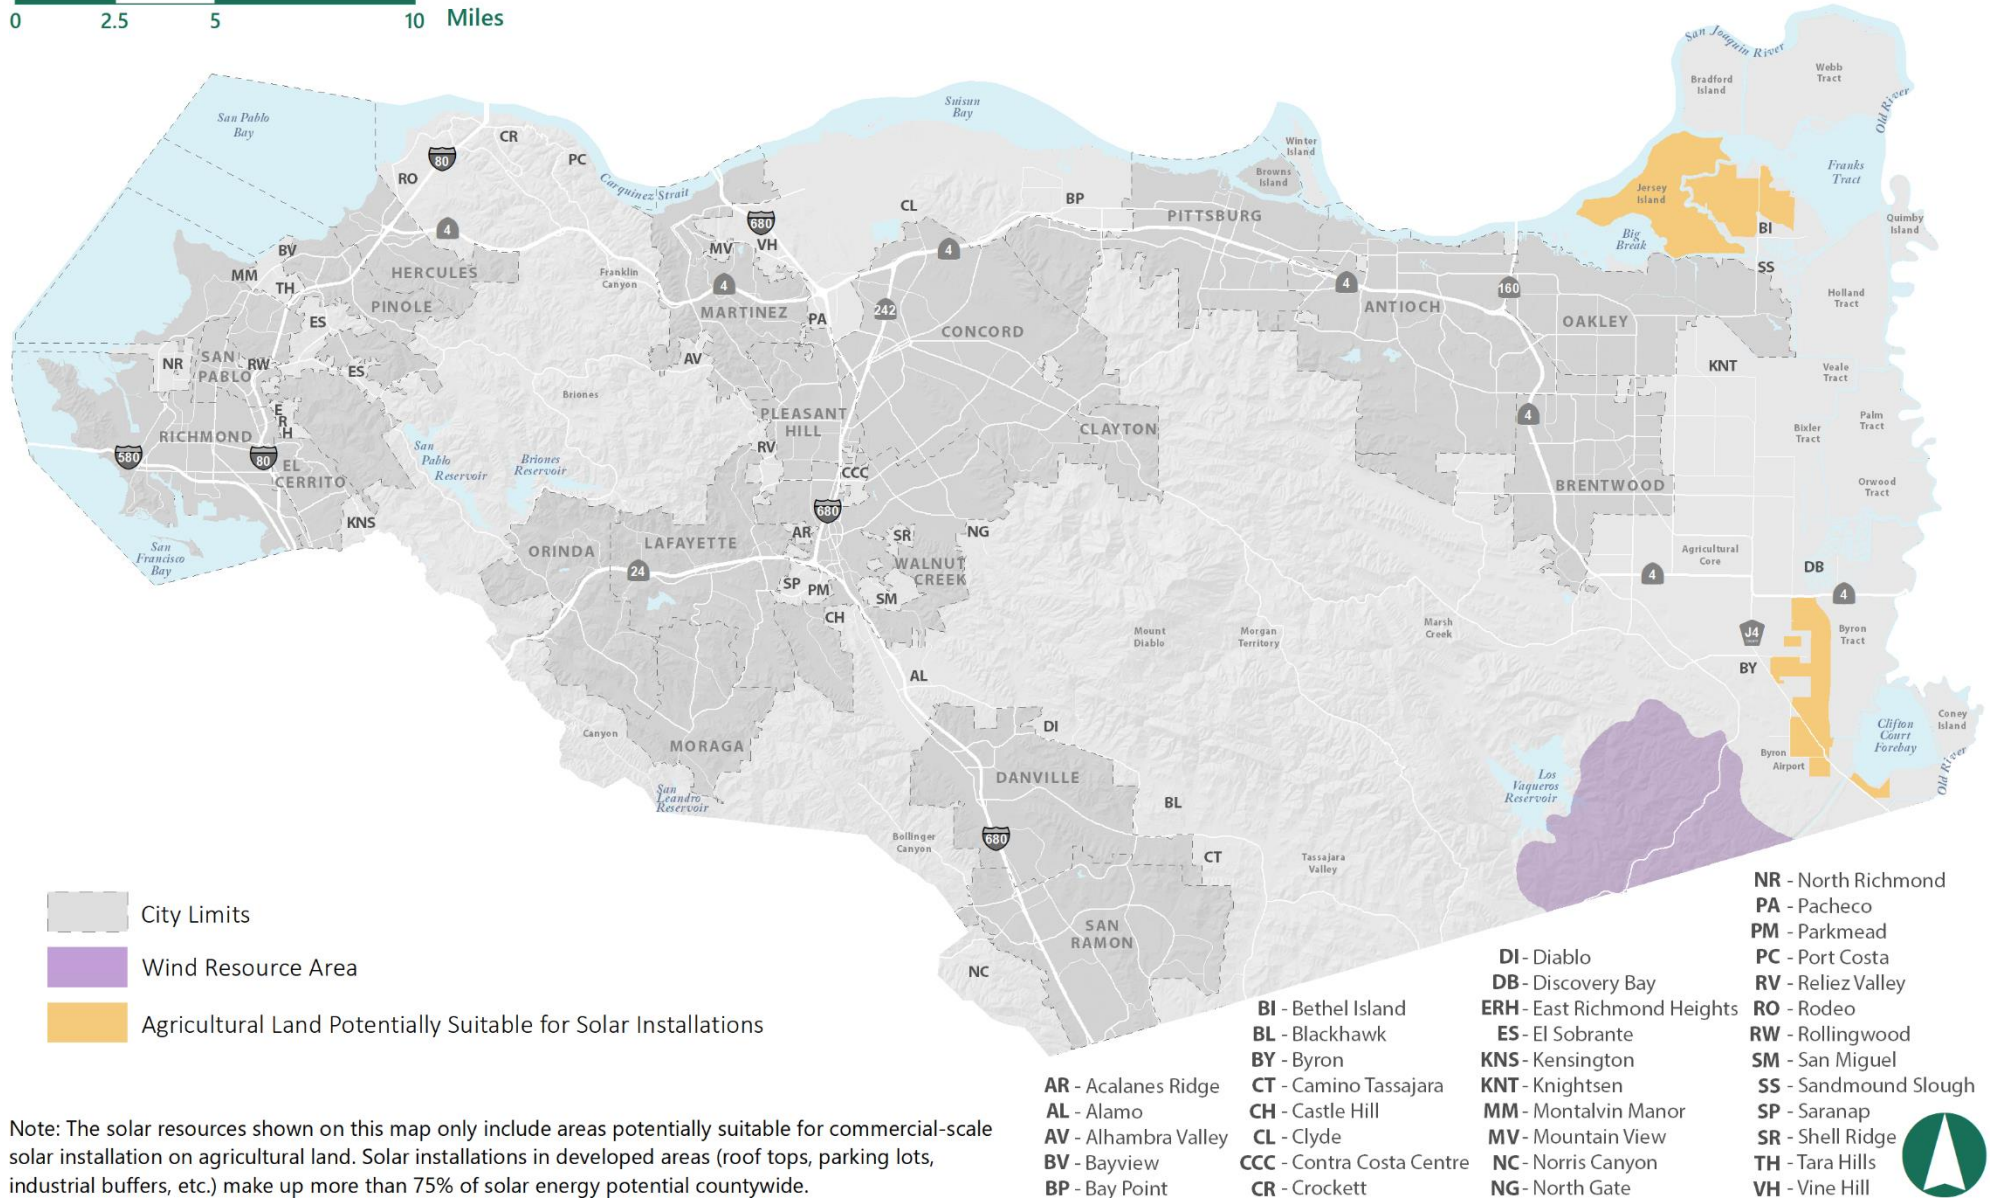 0 2.5 5 10 Miles
San Joaquin River
Webb
Tract
Bradford
Island
Old River
San Pablo
Bay
Suisun
Bay
CR
80
PC
RO
Carquinez Strait
Winter
Island
Browns
Island
Franks
Tract
Jersey
Island
Quimby
Island
BI
Big
Break
SS
CL
BP
PITTSBURG
680
4
MV
VH
4
BV
MM
TH
HERCULES
PINOLE
Franklin
Canyon
4
MARTINEZ
242
PA
CONCORD
4
ANTIOCH
160
OAKLEY
Holland
Tract
ES
NR
SAN
PABLO
RW
ES
AV
KNT
Veale
Tract
Briones
E
R
H
RICHMOND
PLEASANT
HILL
CLAYTON
4
Palm
Tract
Bixler
Tract
580
80
EL
CERRITO
San
Pablo
Reservoir
Briones
Reservoir
RV
CCC
BRENTWOOD
Orwood
Tract
KNS
680
San
Francisco
Bay
ORINDA
LAFAYETTE
AR
SR
NG
WALNUT
CREEK
24
SP
PM
SM
CH
Agricultural
Core
4
DB
4
Mount
Diablo
Morgan
Territory
Marsh
Creek
J4
Byron
Tract
BY
AL
Canyon
MORAGA
DI
DANVILLE
Clifton
Court
Forebay
Coney
Island
Old River
Byron
Airport
Los
Vaqueros
Reservoir
San
Leandro
Reservoir
BL
680
Bollinger
Canyon
CT
Tassajara
Valley
SAN
RAMON
NC
City Limits
Wind Resource Area
Agricultural Land Potentially Suitable for Solar Installations
Note: The solar resources shown on this map only include areas potentially suitable for commercial-scale
solar installation on agricultural land. Solar installations in developed areas (roof tops, parking lots,
industrial buffers, etc.) make up more than 75% of solar energy potential countywide.
AR - Acalanes Ridge
AL - Alamo
AV - Alhambra Valley
BV - Bayview
BP - Bay Point
BI - Bethel Island
BL - Blackhawk
BY - Byron
CT - Camino Tassajara
CH - Castle Hill
CL - Clyde
CCC - Contra Costa Centre
CR - Crockett
DI - Diablo
DB - Discovery Bay
ERH - East Richmond Heights
ES - El Sobrante
KNS - Kensington
KNT - Knightsen
MM - Montalvin Manor
MV - Mountain View
NC - Norris Canyon
NG - North Gate
NR - North Richmond
PA - Pacheco
PM - Parkmead
PC - Port Costa
RV - Reliez Valley
RO - Rodeo
RW - Rollingwood
SM - San Miguel
SS - Sandmound Slough
SP - Saranap
SR - Shell Ridge
TH - Tara Hills
VH - Vine Hill